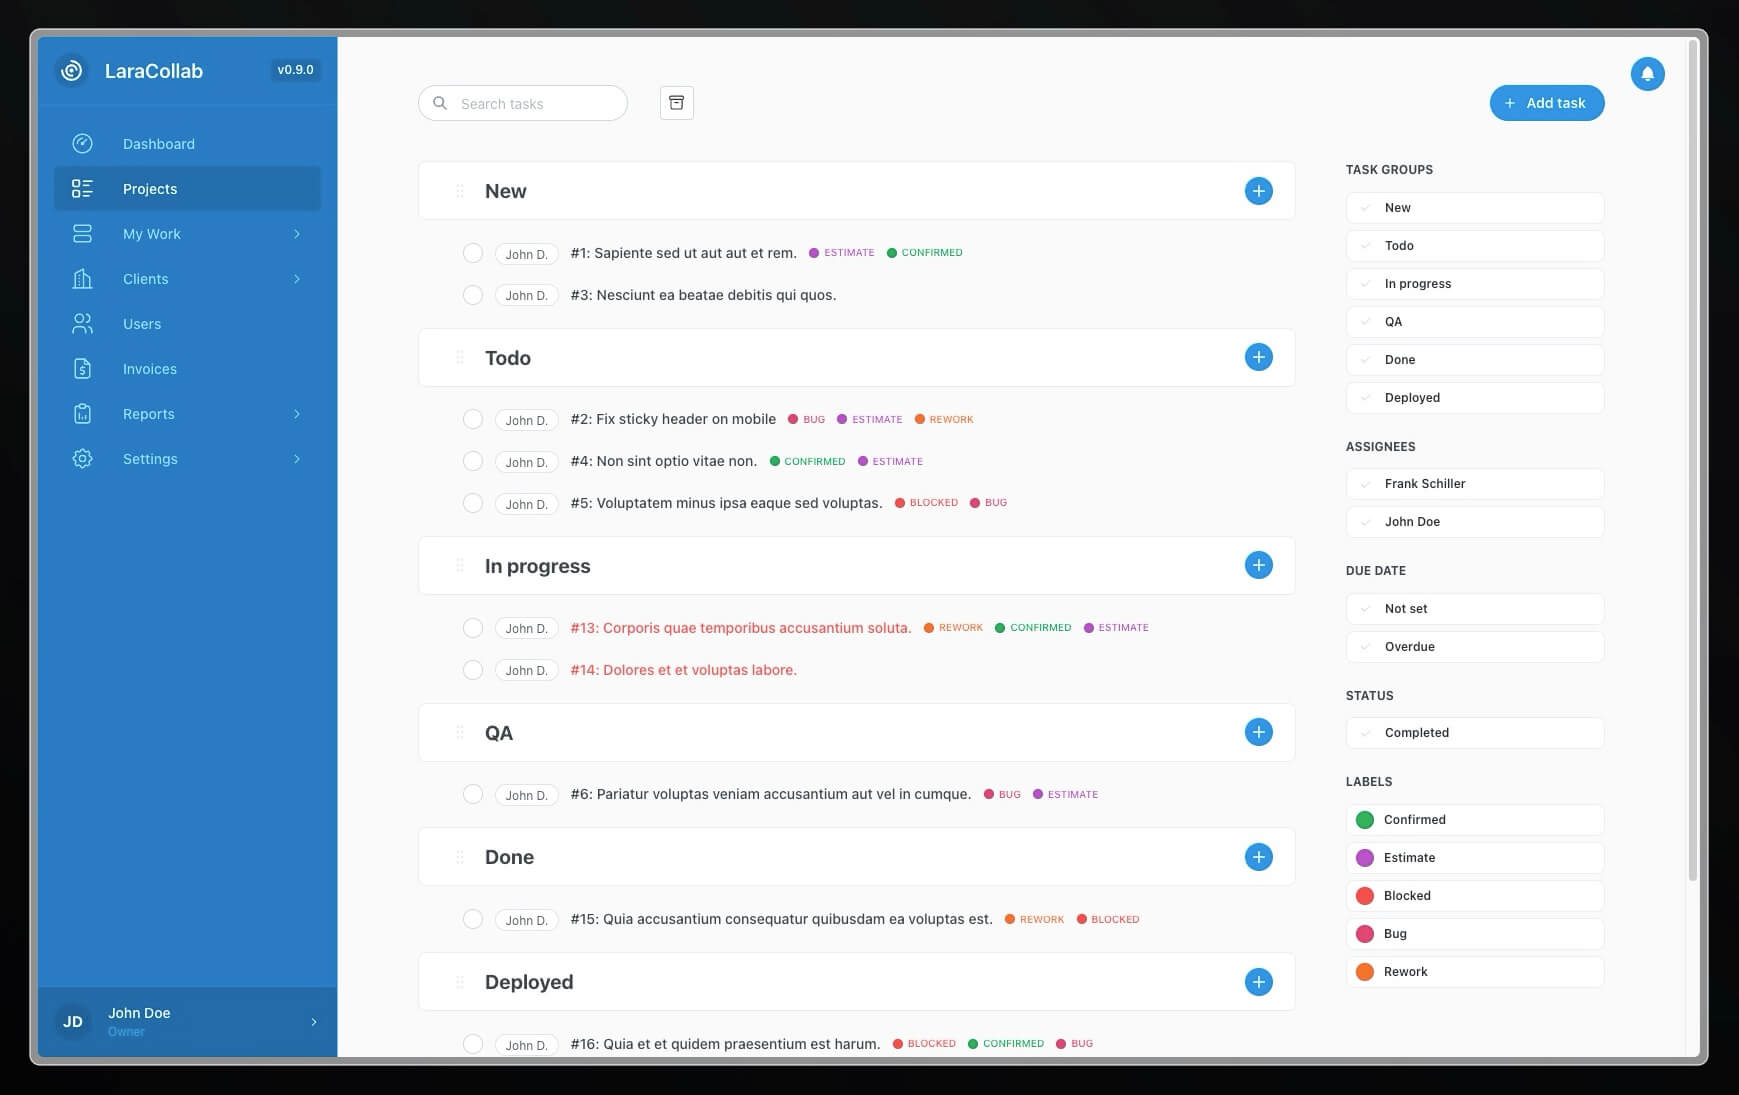 LaraCollab
v0.9.0
Dashboard
Projects
My Work
Clients
Users
Invoices
Reports
Settings
JD
John Doe
Owner
Search tasks
+ Add task
New
John D. #1: Sapiente sed ut aut aut et rem. ESTIMATE CONFIRMED
John D. #3: Nesciunt ea beatae debitis qui quos.
Todo
John D. #2: Fix sticky header on mobile BUG ESTIMATE REWORK
John D. #4: Non sint optio vitae non. CONFIRMED ESTIMATE
John D. #5: Voluptatem minus ipsa eaque sed voluptas. BLOCKED BUG
In progress
John D. #13: Corporis quae temporibus accusantium soluta. REWORK CONFIRMED ESTIMATE
John D. #14: Dolores et et voluptas labore.
QA
John D. #6: Pariatur voluptas veniam accusantium aut vel in cumque. BUG ESTIMATE
Done
John D. #15: Quia accusantium consequatur quibusdam ea voluptas est. REWORK BLOCKED
Deployed
John D. #16: Quia et et quidem praesentium est harum. BLOCKED CONFIRMED BUG
TASK GROUPS
New
Todo
In progress
QA
Done
Deployed
ASSIGNEES
Frank Schiller
John Doe
DUE DATE
Not set
Overdue
STATUS
Completed
LABELS
Confirmed
Estimate
Blocked
Bug
Rework